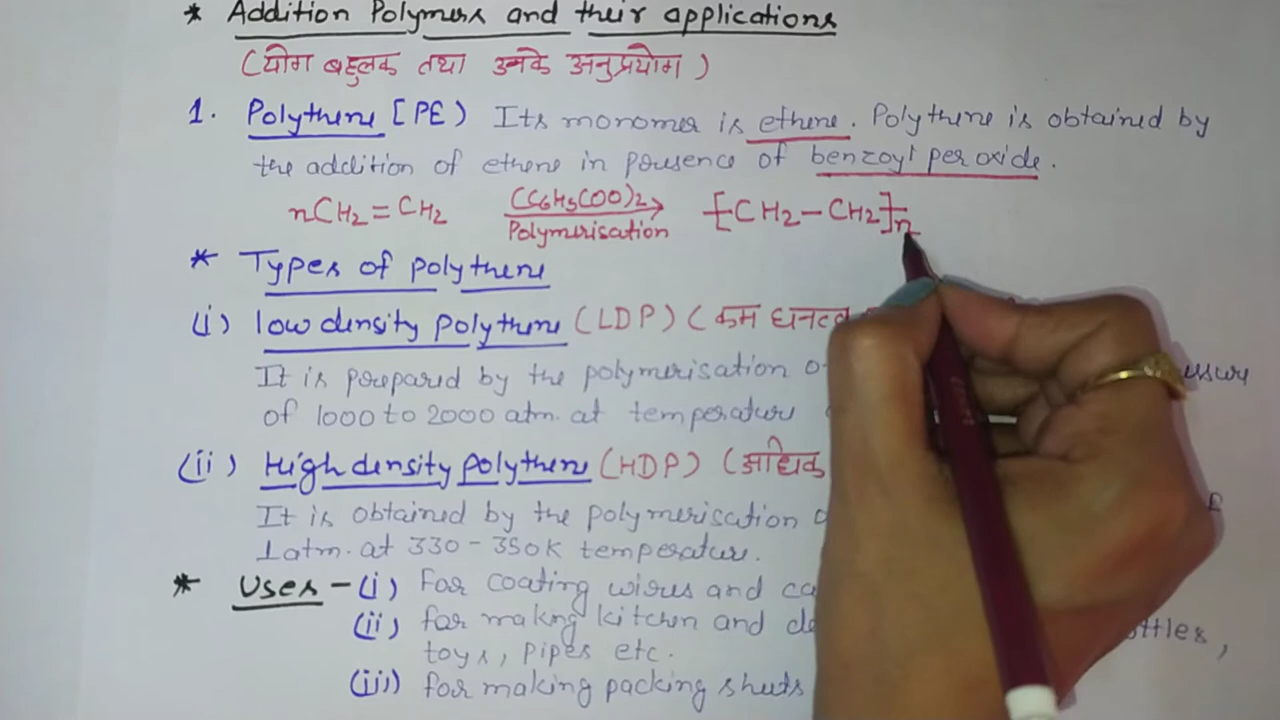 * Addition Polymers and their applications
(योग बहुलक तथा उनके अनुप्रयोग)
1. Polythene [PE) Its monomer is ethene. Polythene is obtained by
the addition of ethene in presence of benzoyl peroxide.
nCH2=CH2 (C6H5COO)2 Polymerisation [CH2-CH2]n
* Types of polythene
(i) low density polythene (LDP) (कम घनत्व
It is prepared by the polymerisation
of 1000 to 2000 atm. at temperature
(ii) High density polythene (HDP) (अधिक
It is obtained by the polymerisation
1atm. at 330-350k temperature.
* Uses - (i) For coating wires and
(ii) for making kitchen and
toys, pipes etc.
(iii) for making packing sheets